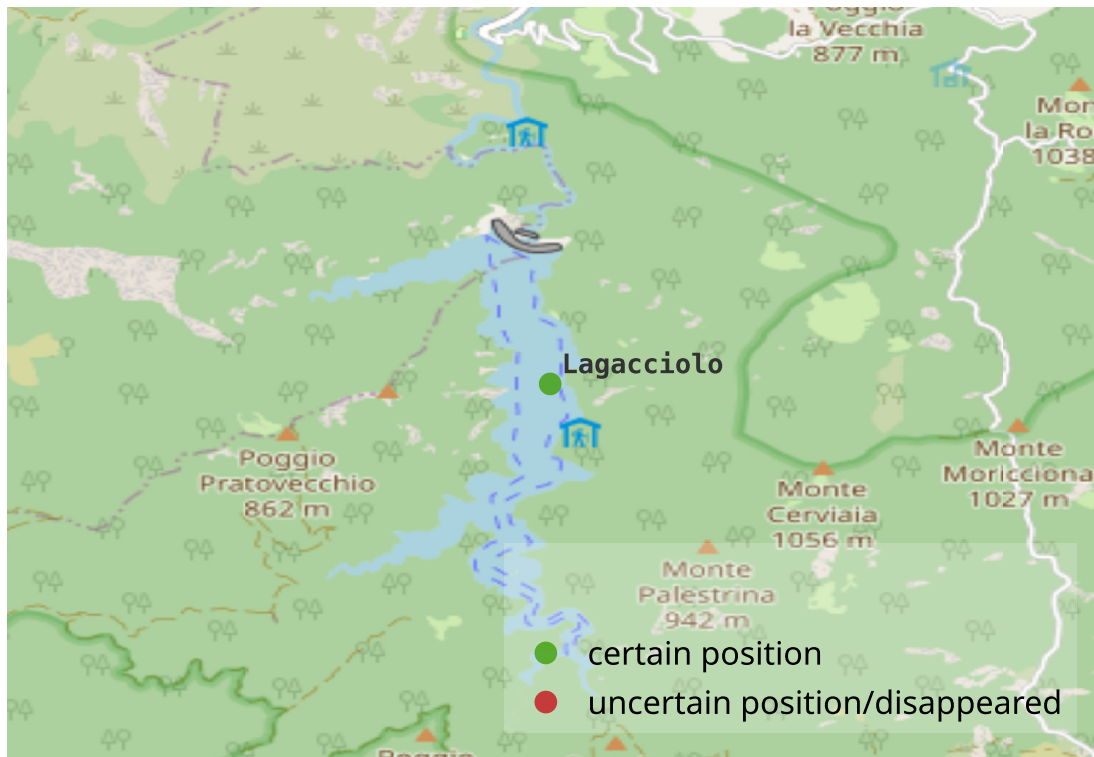 la Vecchia
877 m
Mon
la Ro
1038
Lagacciolo
Poggio
Pratovecchio
862 m
Monte
Moricciona
1027 m
Monte
Cerviaia
1056 m
Monte
Palestrina
942 m
certain position
uncertain position/disappeared